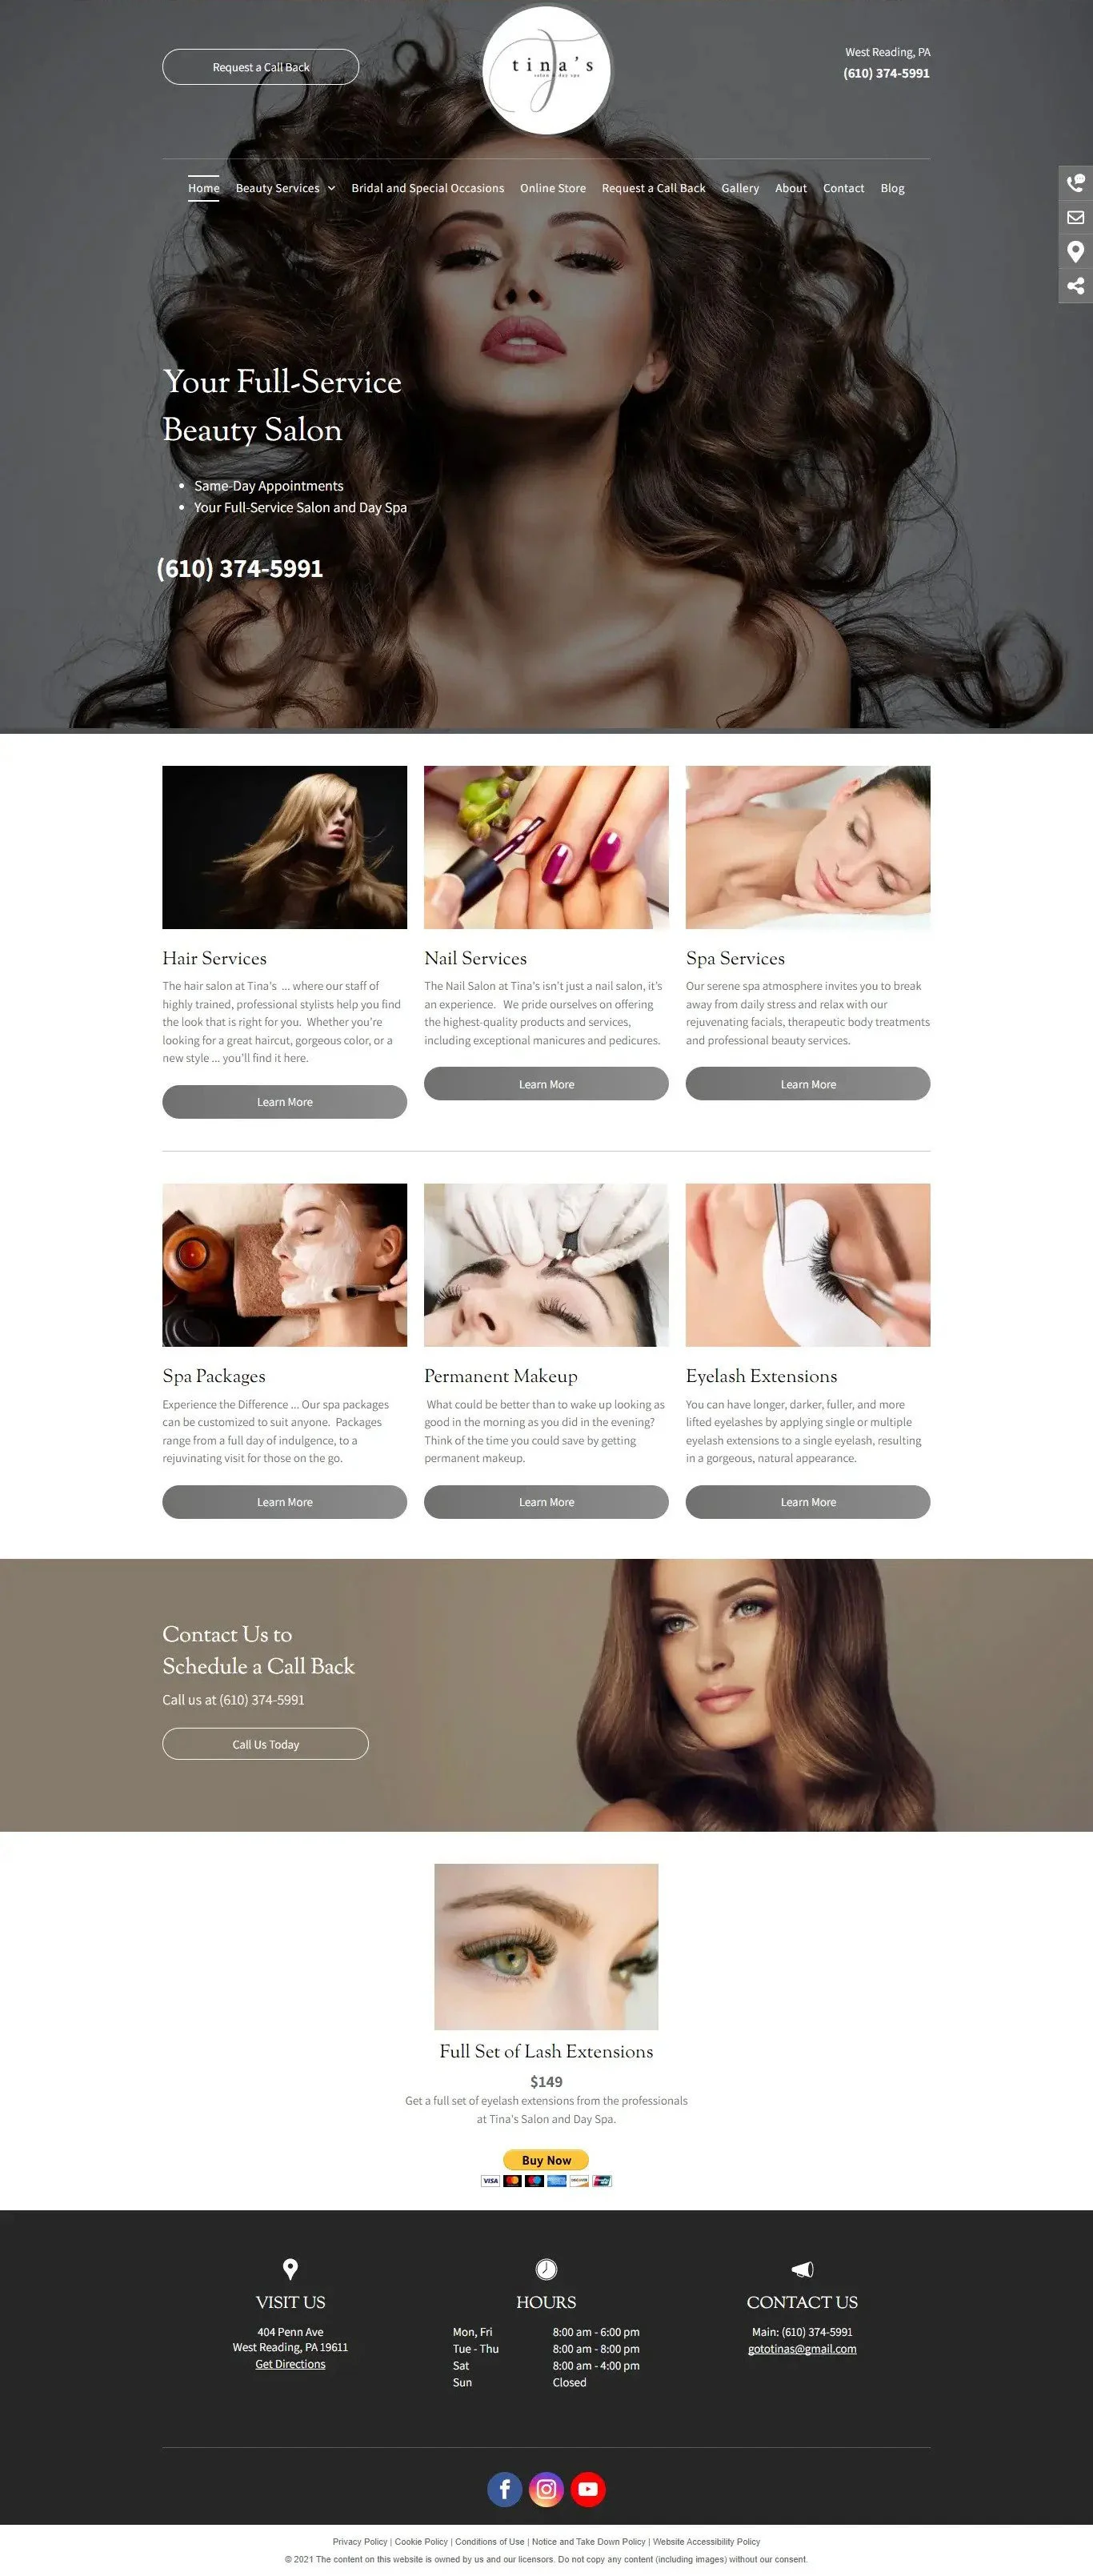 Request a Call Back
tina's
salon & day spa
West Reading, PA
(610) 374-5991
Home Beauty Services Bridal and Special Occasions Online Store Request a Call Back Gallery About Contact Blog
Your Full-Service
Beauty Salon
• Same-Day Appointments
• Your Full-Service Salon and Day Spa
(610) 374-5991
Hair Services
The hair salon at Tina's ... where our staff of
highly trained, professional stylists help you find
the look that is right for you. Whether you're
looking for a great haircut, gorgeous color, or a
new style ... you'll find it here.
Learn More
Nail Services
The Nail Salon at Tina's isn't just a nail salon, it's
an experience. We pride ourselves on offering
the highest-quality products and services,
including exceptional manicures and pedicures.
Learn More
Spa Services
Our serene spa atmosphere invites you to break
away from daily stress and relax with our
rejuvenating facials, therapeutic body treatments
and professional beauty services.
Learn More
Spa Packages
Experience the Difference ... Our spa packages
can be customized to suit anyone. Packages
range from a full day of indulgence, to a
rejuvinating visit for those on the go.
Learn More
Permanent Makeup
What could be better than to wake up looking as
good in the morning as you did in the evening?
Think of the time you could save by getting
permanent makeup.
Learn More
Eyelash Extensions
You can have longer, darker, fuller, and more
lifted eyelashes by applying single or multiple
eyelash extensions to a single eyelash, resulting
in a gorgeous, natural appearance.
Learn More
Contact Us to
Schedule a Call Back
Call us at (610) 374-5991
Call Us Today
Full Set of Lash Extensions
$149
Get a full set of eyelash extensions from the professionals
at Tina's Salon and Day Spa.
Buy Now
VISA
VISIT US
404 Penn Ave
West Reading, PA 19611
Get Directions
HOURS
Mon, Fri 8:00 am - 6:00 pm
Tue - Thu 8:00 am - 8:00 pm
Sat 8:00 am - 4:00 pm
Sun Closed
CONTACT US
Main: (610) 374-5991
gototinas@gmail.com
Privacy Policy | Cookie Policy | Conditions of Use | Notice and Take Down Policy | Website Accessibility Policy
© 2021 The content on this website is owned by us and our licensors. Do not copy any content (including images) without our consent.